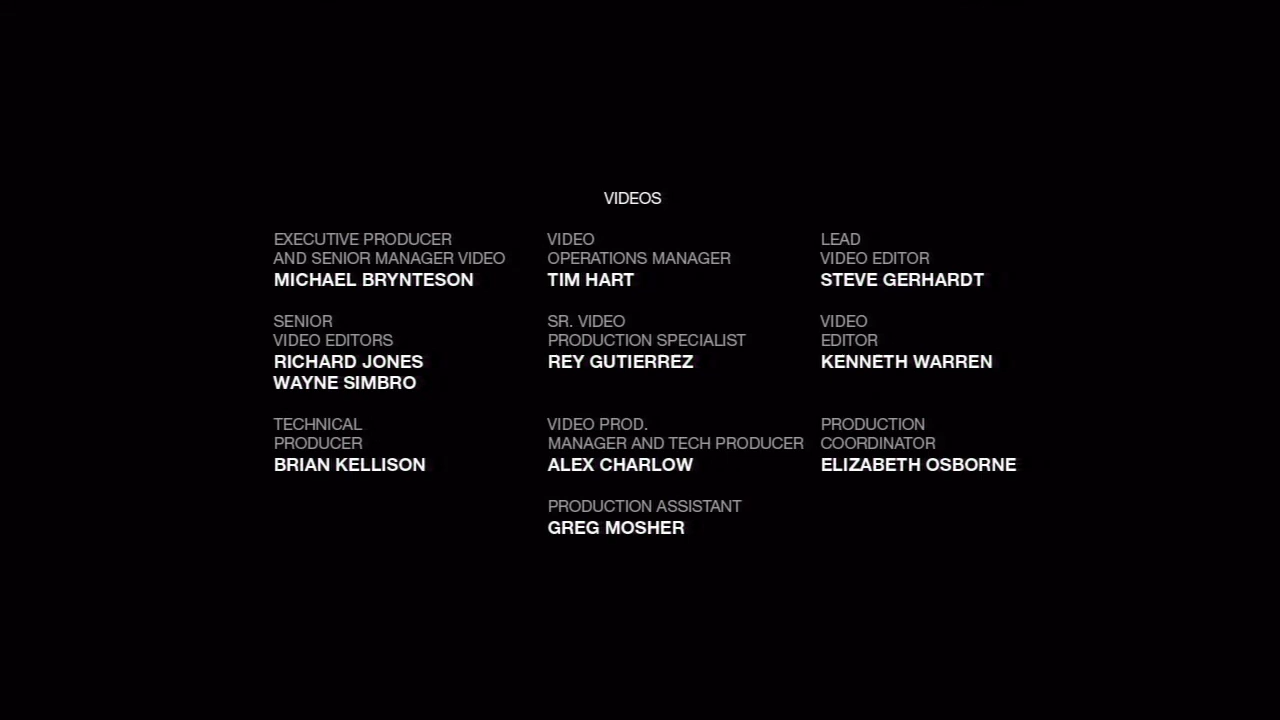 VIDEOS
EXECUTIVE PRODUCER
AND SENIOR MANAGER VIDEO
MICHAEL BRYNTESON
VIDEO
OPERATIONS MANAGER
TIM HART
LEAD
VIDEO EDITOR
STEVE GERHARDT
SENIOR
VIDEO EDITORS
RICHARD JONES
WAYNE SIMBRO
SR. VIDEO
PRODUCTION SPECIALIST
REY GUTIERREZ
VIDEO
EDITOR
KENNETH WARREN
TECHNICAL
PRODUCER
BRIAN KELLISON
VIDEO PROD.
MANAGER AND TECH PRODUCER
ALEX CHARLOW
PRODUCTION
COORDINATOR
ELIZABETH OSBORNE
PRODUCTION ASSISTANT
GREG MOSHER